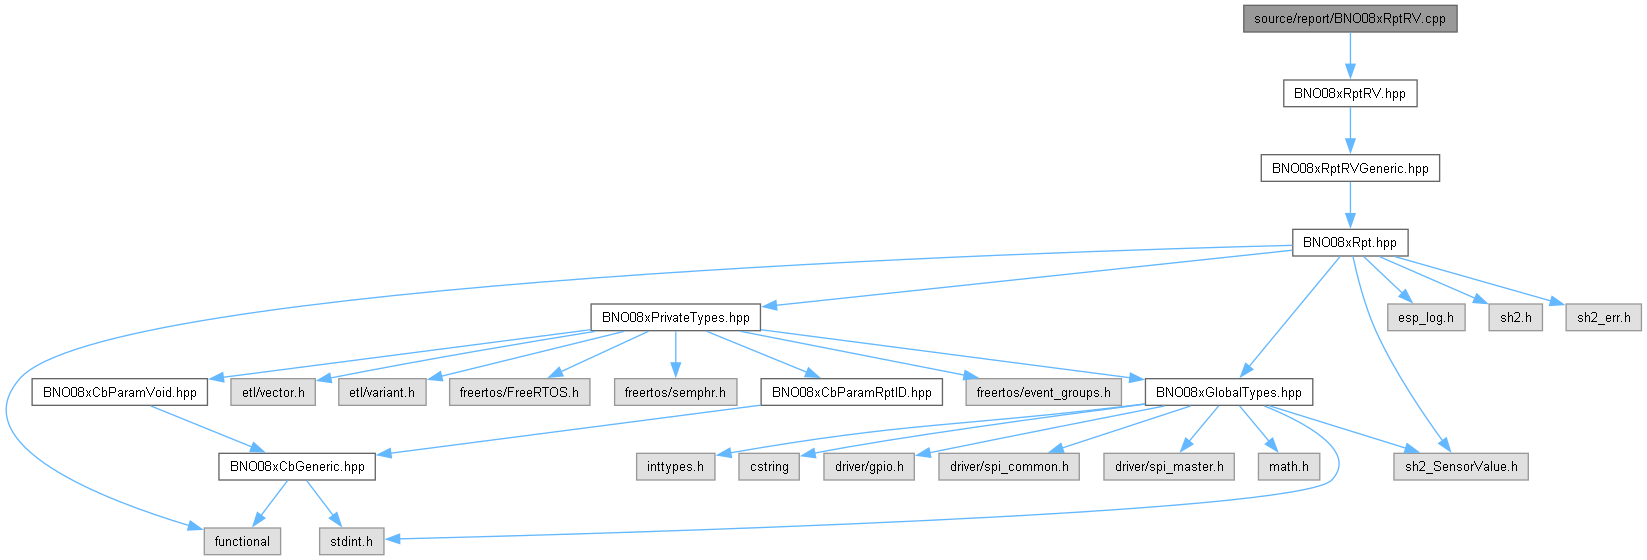 source/report/BNO08xRptRV.cpp
BNO08xRptRV.hpp
BNO08xRptRVGeneric.hpp
BNO08xRpt.hpp
BNO08xPrivateTypes.hpp
esp_log.h
sh2.h
sh2_err.h
BNO08xCbParamVoid.hpp
etl/vector.h
etl/variant.h
freertos/FreeRTOS.h
freertos/semphr.h
BNO08xCbParamRptID.hpp
freertos/event_groups.h
BNO08xGlobalTypes.hpp
BNO08xCbGeneric.hpp
inttypes.h
cstring
driver/gpio.h
driver/spi_common.h
driver/spi_master.h
math.h
sh2_SensorValue.h
functional
stdint.h